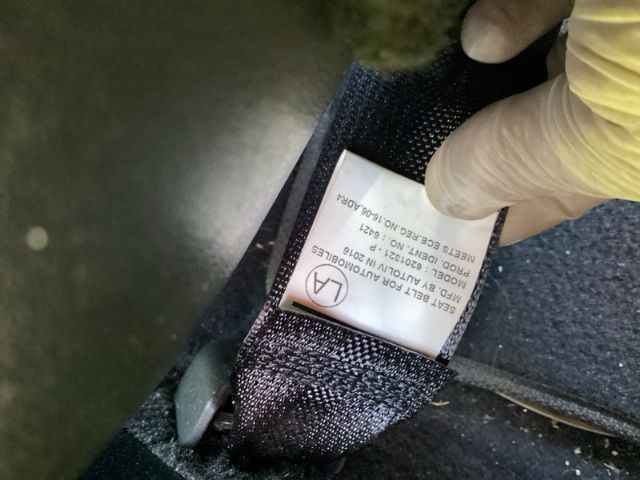 LA
SEAT BELT FOR AUTOMOBILES
MFD. BY AUTOLIV IN 2016
MODEL : 6201321 - P
PROD. IDENT. NO. : 6421
MEETS ECE.REG.NO.16-06,ADR4